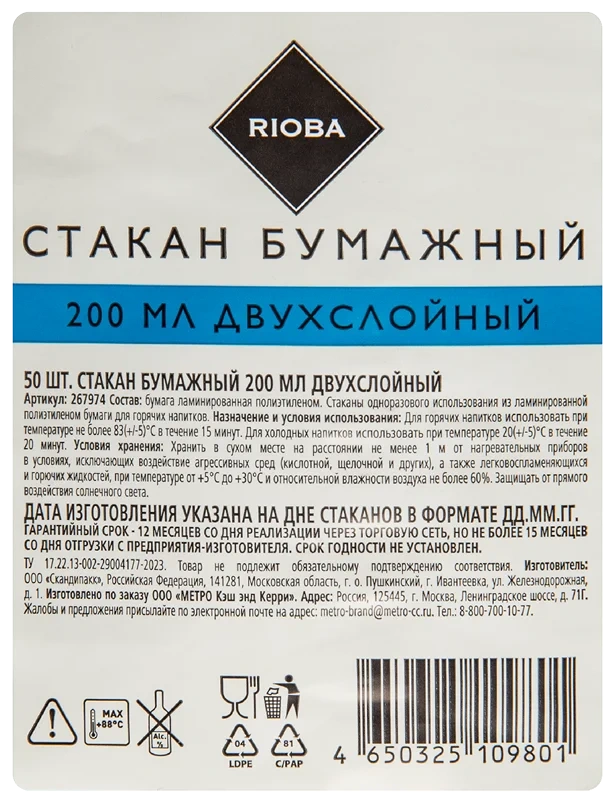 RIOBA
СТАКАН БУМАЖНЫЙ
200 МЛ ДВУХСЛОЙНЫЙ
50 ШТ. СТАКАН БУМАЖНЫЙ 200 МЛ ДВУХСЛОЙНЫЙ
Артикул: 267974 Состав: бумага ламинированная полиэтиленом. Стаканы одноразового использования из ламинированной
полиэтиленом бумаги для горячих напитков. Назначение и условия использования: Для горячих напитков использовать при
температуре не более 83(+/-5)°С в течение 15 минут. Для холодных напитков использовать при температуре 20(+/-5)°С в течение
20 минут. Условия хранения: Хранить в сухом месте на расстоянии не менее 1 м от нагревательных приборов
в условиях, исключающих воздействие агрессивных сред (кислотной, щелочной и других), а также легковоспламеняющихся
и горючих жидкостей, при температуре от +5°С до +30°С и относительной влажности воздуха не более 60%. Защищать от прямого
воздействия солнечного света.
ДАТА ИЗГОТОВЛЕНИЯ УКАЗАНА НА ДНЕ СТАКАНОВ В ФОРМАТЕ ДД.ММ.ГГ.
ГАРАНТИЙНЫЙ СРОК - 12 МЕСЯЦЕВ СО ДНЯ РЕАЛИЗАЦИИ ЧЕРЕЗ ТОРГОВУЮ СЕТЬ, НО НЕ БОЛЕЕ 15 МЕСЯЦЕВ
СО ДНЯ ОТГРУЗКИ С ПРЕДПРИЯТИЯ-ИЗГОТОВИТЕЛЯ. СРОК ГОДНОСТИ НЕ УСТАНОВЛЕН.
ТУ 17.22.13-002-29004177-2023. Товар не подлежит обязательному подтверждению соответствия. Изготовитель:
ООО «Скандипакк», Российская Федерация, 141281, Московская область, г. о. Пушкинский, г. Ивантеевка, ул. Железнодорожная,
д. 1. Изготовлено по заказу ООО «МЕТРО Кэш энд Керри». Адрес: Россия, 125445, г. Москва, Ленинградское шоссе, д. 71Г.
Жалобы и предложения присылайте по электронной почте на адрес: metro-brand@metro-cc.ru. Тел.: 8-800-700-10-77.
MAX
+88°C
Alc.
%
04
LDPE
81
C/PAP
4 650325 109801